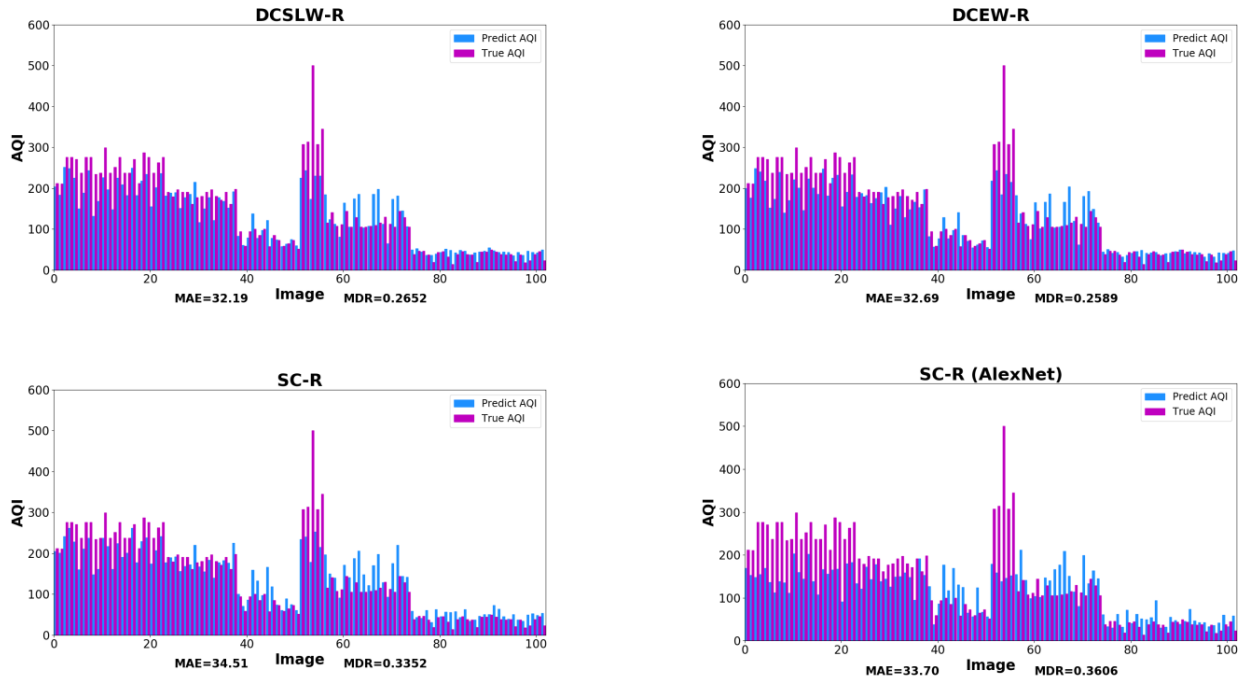 DCSLW-R
600
500
400
300
200
100
0
AQI
Predict AQI
True AQI
0 20 40 60 80 100
Image
MAE=32.19 MDR=0.2652
DCEW-R
600
500
400
300
200
100
0
AQI
Predict AQI
True AQI
0 20 40 60 80 100
Image
MAE=32.69 MDR=0.2589
SC-R
600
500
400
300
200
100
0
AQI
Predict AQI
True AQI
0 20 40 60 80 100
Image
MAE=34.51 MDR=0.3352
SC-R (AlexNet)
600
500
400
300
200
100
0
AQI
Predict AQI
True AQI
0 20 40 60 80 100
Image
MAE=33.70 MDR=0.3606